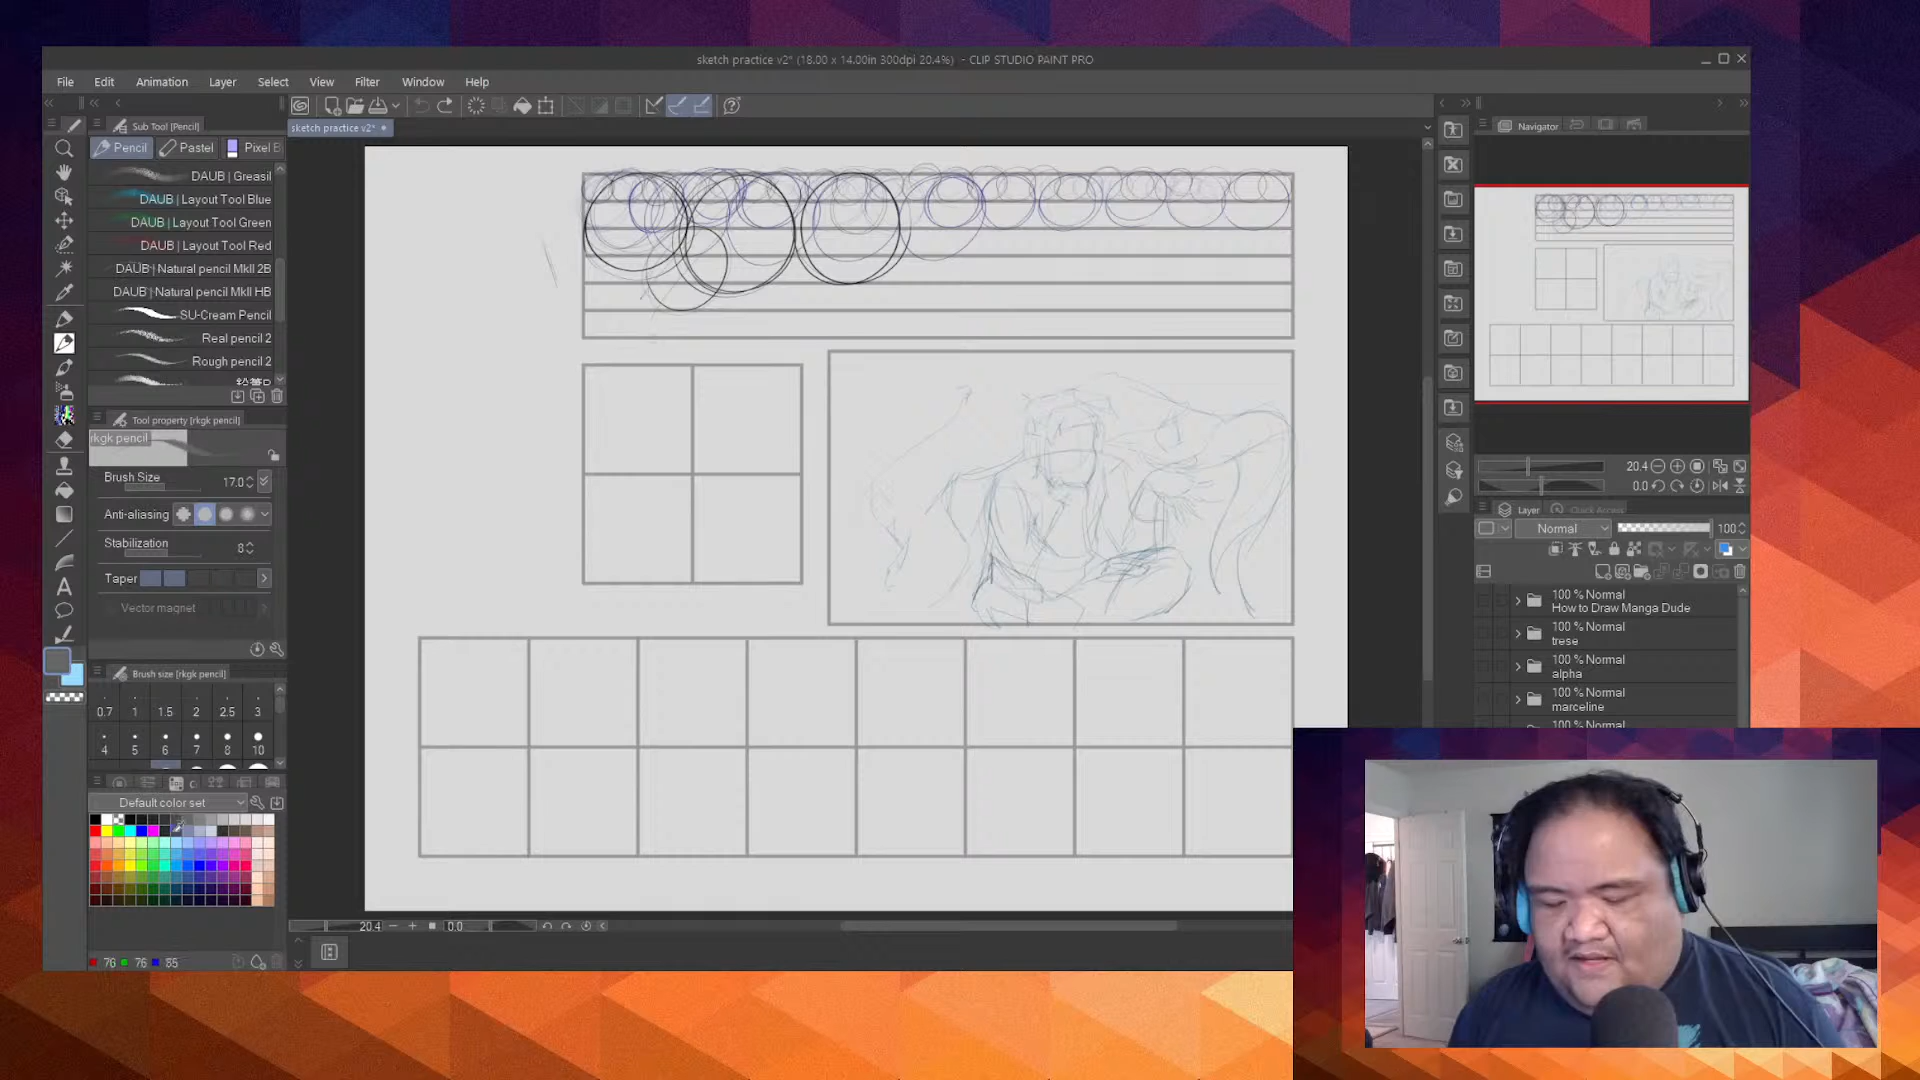 sketch practice v2* (18.00 x 14.00in 300dpi 20.4%) - CLIP STUDIO PAINT PRO
File Edit Animation Layer Select View Filter Window Help
sketch practice v2*
Sub Tool [Pencil]
Pencil Pastel Pixel B
DAUB | Greasil
DAUB | Layout Tool Blue
DAUB | Layout Tool Green
DAUB | Layout Tool Red
DAUB | Natural pencil MkII 2B
DAUB | Natural pencil MkII HB
SU-Cream Pencil
Real pencil 2
Rough pencil 2
Tool property [rkgk pencil]
rkgk pencil
Brush Size 17.0
Anti-aliasing
Stabilization 8
Taper
Vector magnet
Brush size [rkgk pencil]
0.7 1 1.5 2 2.5 3
4 5 6 7 8 10
Default color set
76 76 85
20.4 0.0
Navigator
20.4
0.0
Layer Quick Access
Normal 100
100 % Normal
How to Draw Manga Dude
100 % Normal
trese
100 % Normal
alpha
100 % Normal
marceline